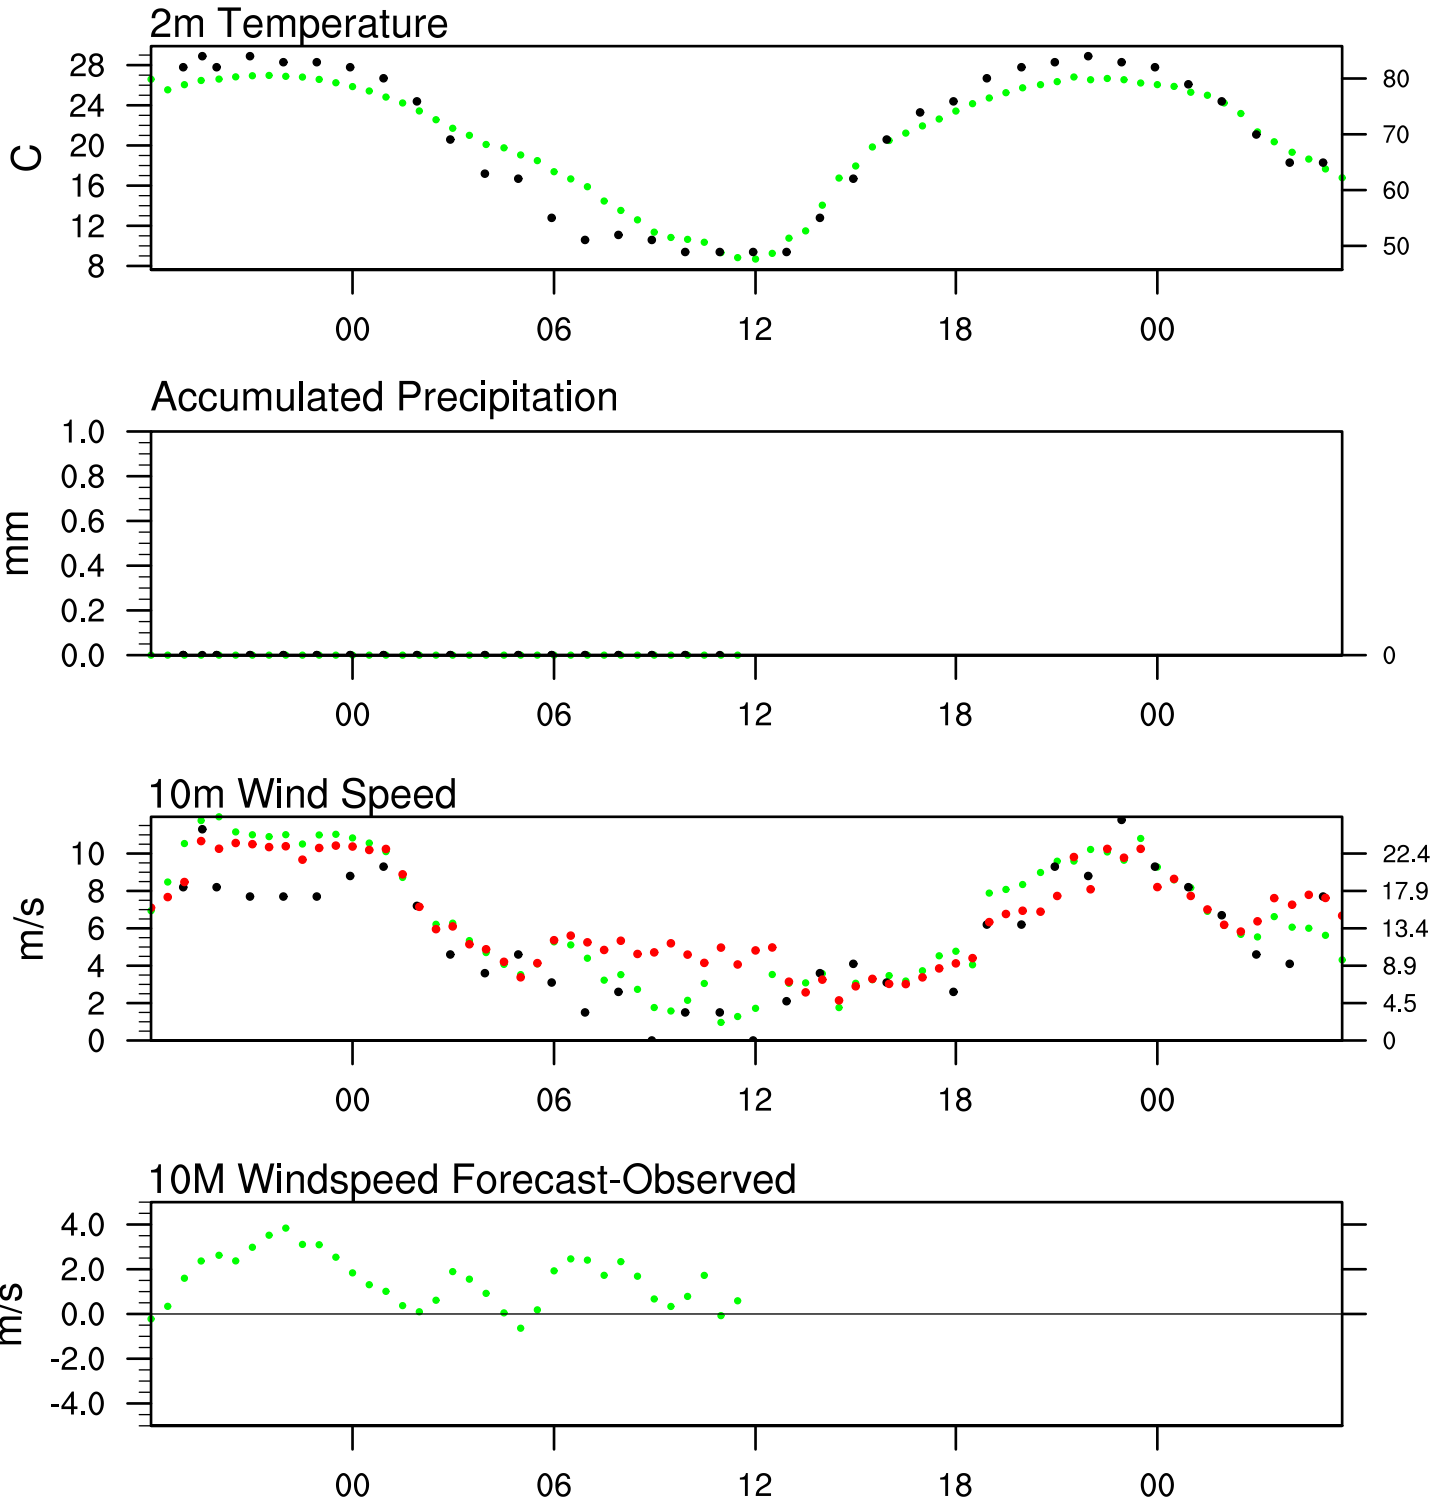 2m Temperature
28
24
20
16
12
8
C
80
70
60
50
00 06 12 18 00
Accumulated Precipitation
1.0
0.8
0.6
0.4
0.2
0.0
mm
0
00 06 12 18 00
10m Wind Speed
10
8
6
4
2
0
m/s
22.4
17.9
13.4
8.9
4.5
0
00 06 12 18 00
10M Windspeed Forecast-Observed
4.0
2.0
0.0
-2.0
-4.0
m/s
00 06 12 18 00